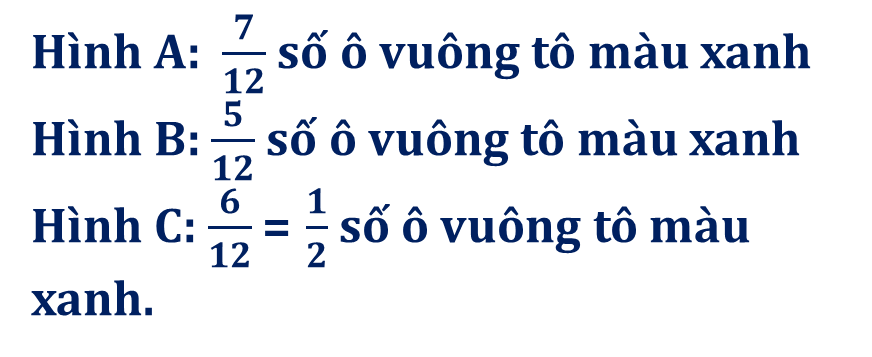 Hình A: 7/12 số ô vuông tô màu xanh
Hình B: 5/12 số ô vuông tô màu xanh
Hình C: 6/12 = 1/2 số ô vuông tô màu
xanh.